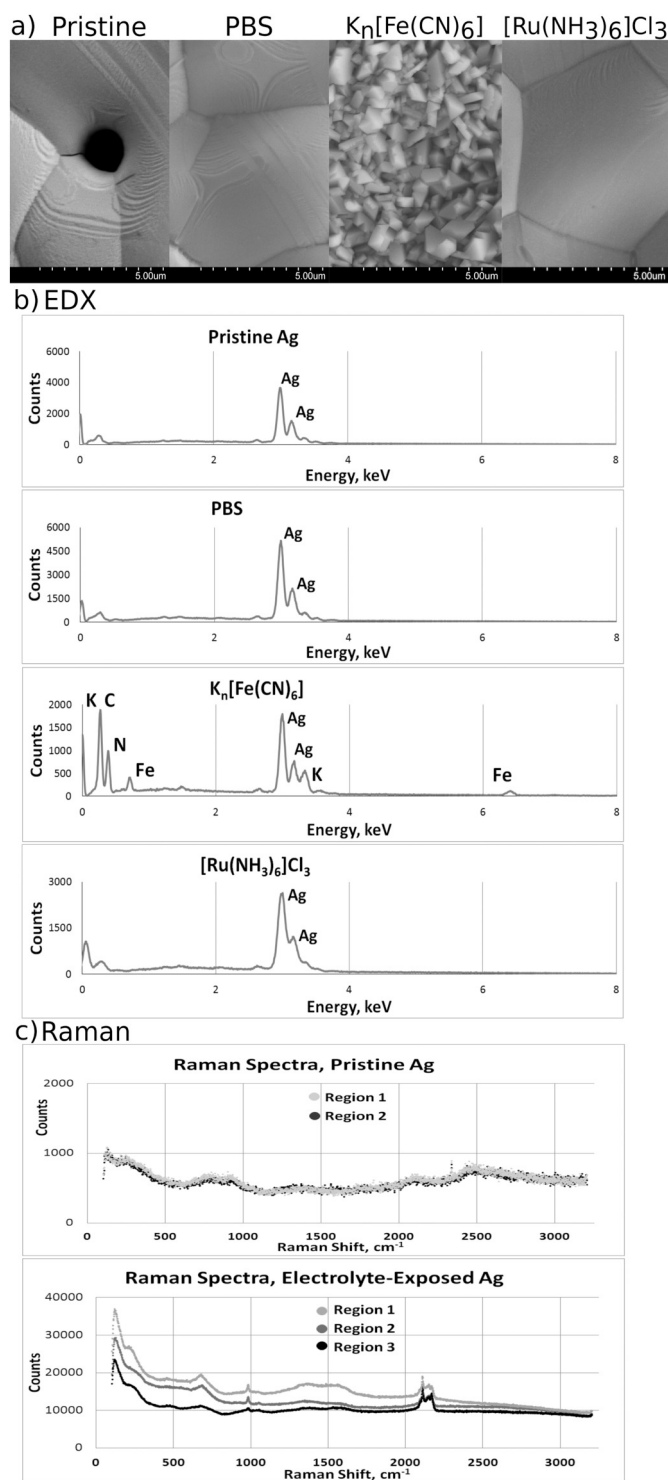 a) Pristine PBS Kn[Fe(CN)6] [Ru(NH3)6]Cl3
5.00um 5.00um 5.00um 5.00um
b) EDX
Pristine Ag
6000
4000
2000
0
Counts
Ag
Ag
0 2 4 6 8
Energy, keV
PBS
6000
4500
3000
1500
0
Counts
Ag
Ag
0 2 4 6 8
Energy, keV
Kn[Fe(CN)6]
2000
1500
1000
500
0
Counts
K C
N
Fe
Ag
Ag
K
Fe
0 2 4 6 8
Energy, keV
[Ru(NH3)6]Cl3
3000
1500
0
Counts
Ag
Ag
0 2 4 6 8
Energy, keV
c) Raman
Raman Spectra, Pristine Ag
2000
1000
0
Counts
Region 1
Region 2
0 500 1000 1500 2000 2500 3000
Raman Shift, cm-1
Raman Spectra, Electrolyte-Exposed Ag
40000
30000
20000
10000
0
Counts
Region 1
Region 2
Region 3
0 500 1000 1500 2000 2500 3000
Raman Shift, cm-1